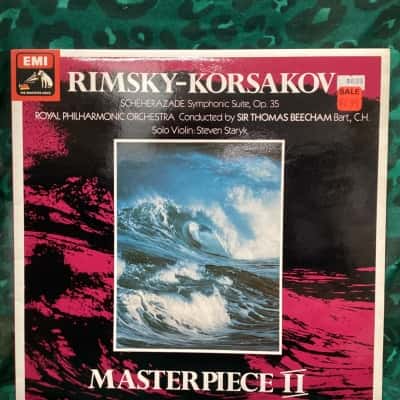 EMI
RIMSKY-KORSAKOV
SCHEHERAZADE Symphonic Suite, Op. 35
ROYAL PHILHARMONIC ORCHESTRA Conducted by SIR THOMAS BEECHAM Bart., C.H.
Solo Violin: Steven Staryk
SALE
MASTERPIECE II